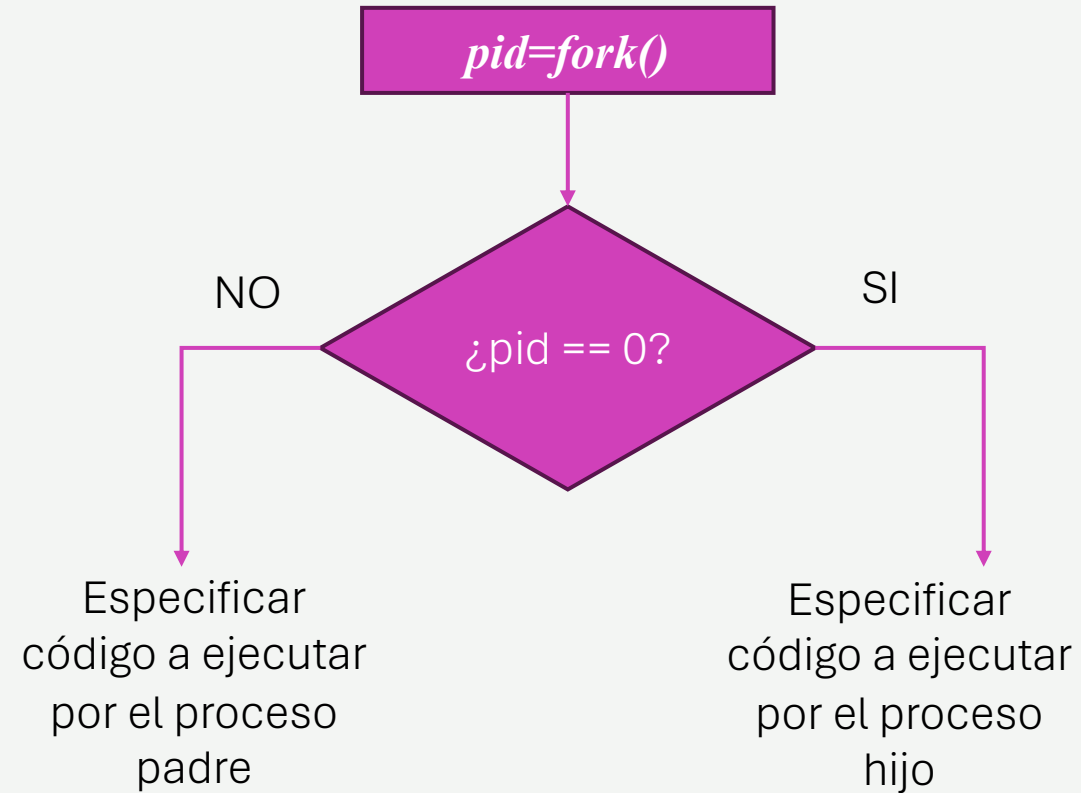 pid=fork()
NO
SI
¿pid == 0?
Especificar
código a ejecutar
por el proceso
padre
Especificar
código a ejecutar
por el proceso
hijo